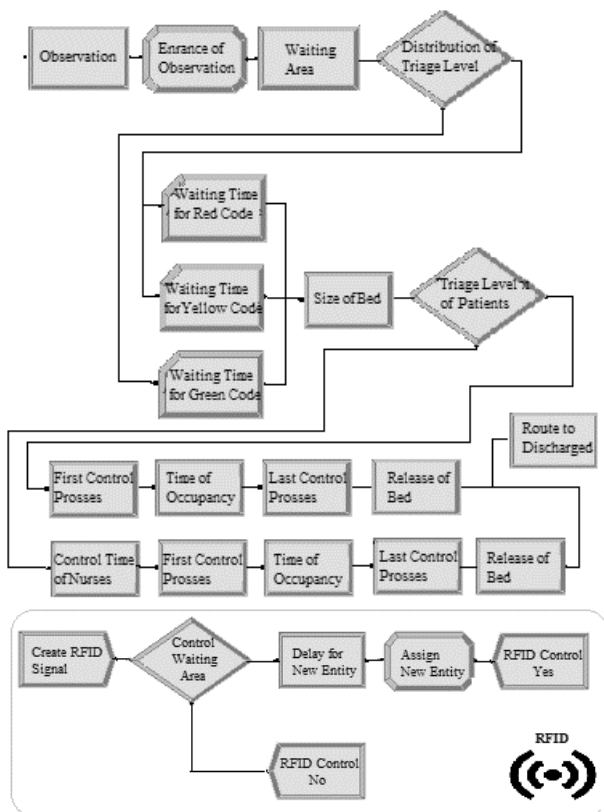 Observation
Enrance of
Observation
Waiting
Area
Distribution of
Triage Level
Waiting Time
for Red Code
Waiting Time
for Yellow Code
Waiting Time
for Green Code
Size of Bed
"Triage Level"
of Patients
Route to
Discharged
First Control
Prosses
Time of
Occupancy
Last Control
Prosses
Release of
Bed
Control Time
of Nurses
First Control
Prosses
Time of
Occupancy
Last Control
Prosses
Release of
Bed
Create RFID
Signal
Control
Waiting
Area
Delay for
New Entity
Assign
New Entity
RFID Control
Yes
RFID Control
No
RFID